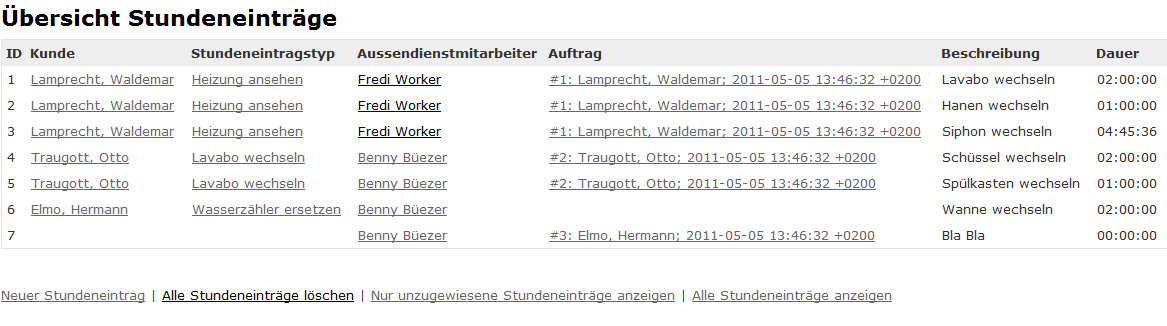 Übersicht Stundeneinträge
ID Kunde Stundeneintragstyp Aussendienstmitarbeiter Auftrag Beschreibung Dauer
1 Lamprecht, Waldemar Heizung ansehen Fredi Worker #1: Lamprecht, Waldemar; 2011-05-05 13:46:32 +0200 Lavabo wechseln 02:00:00
2 Lamprecht, Waldemar Heizung ansehen Fredi Worker #1: Lamprecht, Waldemar; 2011-05-05 13:46:32 +0200 Hanen wechseln 01:00:00
3 Lamprecht, Waldemar Heizung ansehen Fredi Worker #1: Lamprecht, Waldemar; 2011-05-05 13:46:32 +0200 Siphon wechseln 04:45:36
4 Traugott, Otto Lavabo wechseln Benny Büezer #2: Traugott, Otto; 2011-05-05 13:46:32 +0200 Schüssel wechseln 02:00:00
5 Traugott, Otto Lavabo wechseln Benny Büezer #2: Traugott, Otto; 2011-05-05 13:46:32 +0200 Spülkasten wechseln 01:00:00
6 Elmo, Hermann Wasserzähler ersetzen Benny Büezer Wanne wechseln 02:00:00
7 Benny Büezer #3: Elmo, Hermann; 2011-05-05 13:46:32 +0200 Bla Bla 00:00:00
Neuer Stundeneintrag | Alle Stundeneinträge löschen | Nur unzugewiesene Stundeneinträge anzeigen | Alle Stundeneinträge anzeigen